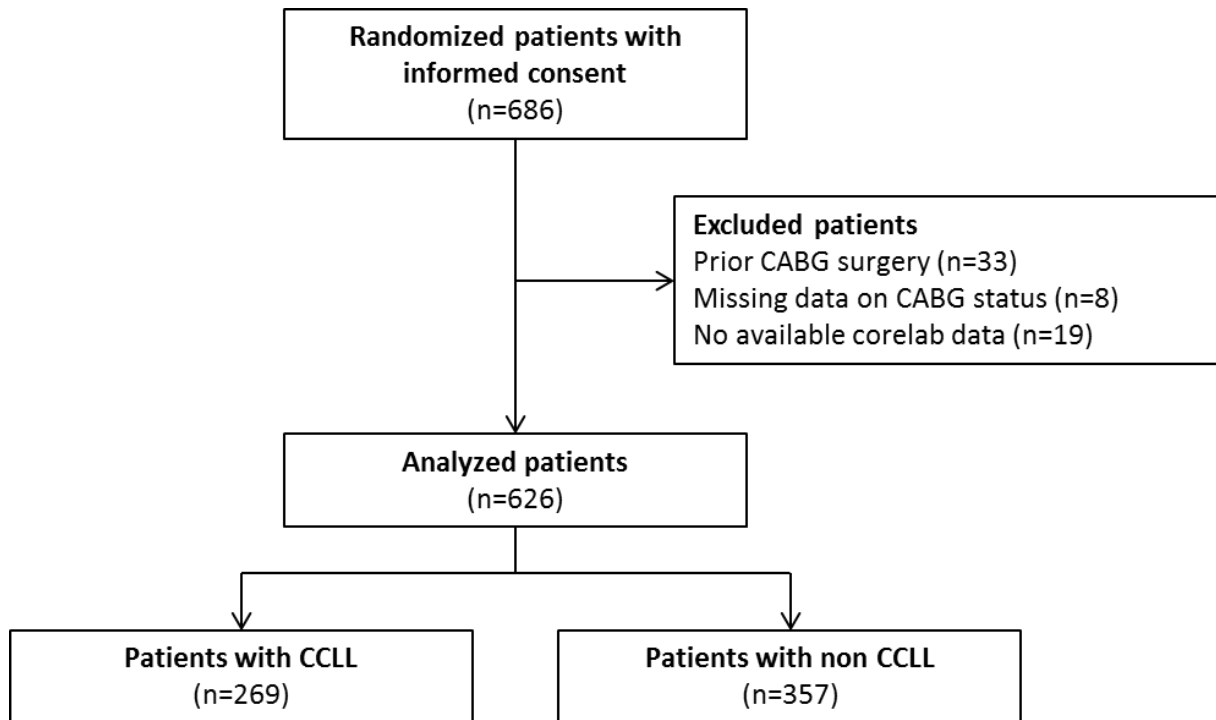 Randomized patients with
informed consent
(n=686)
Excluded patients
Prior CABG surgery (n=33)
Missing data on CABG status (n=8)
No available corelab data (n=19)
Analyzed patients
(n=626)
Patients with CCLL
(n=269)
Patients with non CCLL
(n=357)